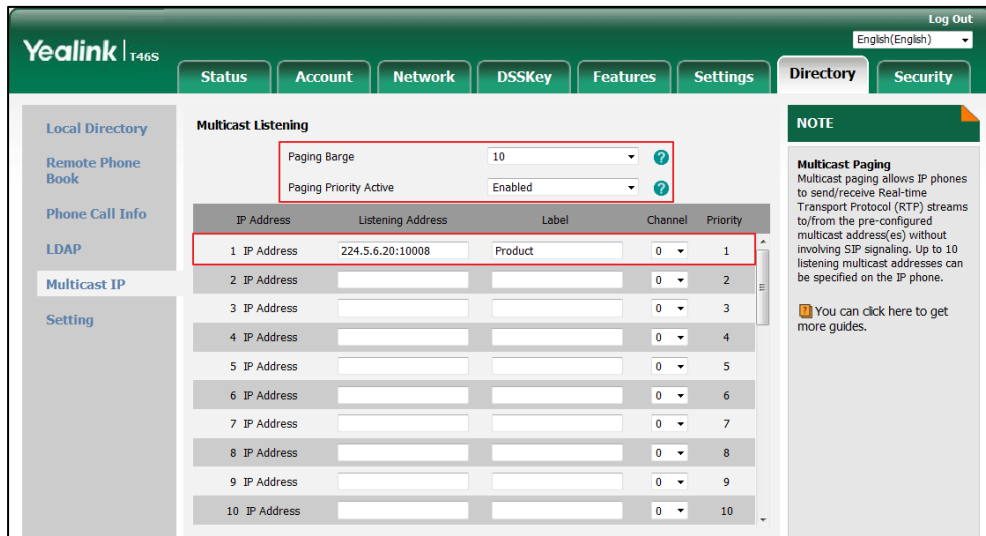 Log Out
Yealink T46S
English(English)
Status Account Network DSSKey Features Settings Directory Security
Local Directory
Remote Phone
Book
Phone Call Info
LDAP
Multicast IP
Setting
Multicast Listening
Paging Barge 10
Paging Priority Active Enabled
IP Address Listening Address Label Channel Priority
1 IP Address 224.5.6.20:10008 Product 0 1
2 IP Address 0 2
3 IP Address 0 3
4 IP Address 0 4
5 IP Address 0 5
6 IP Address 0 6
7 IP Address 0 7
8 IP Address 0 8
9 IP Address 0 9
10 IP Address 0 10
NOTE
Multicast Paging
Multicast paging allows IP phones
to send/receive Real-time
Transport Protocol (RTP) streams
to/from the pre-configured
multicast address(es) without
involving SIP signaling. Up to 10
listening multicast addresses can
be specified on the IP phone.
You can click here to get
more guides.